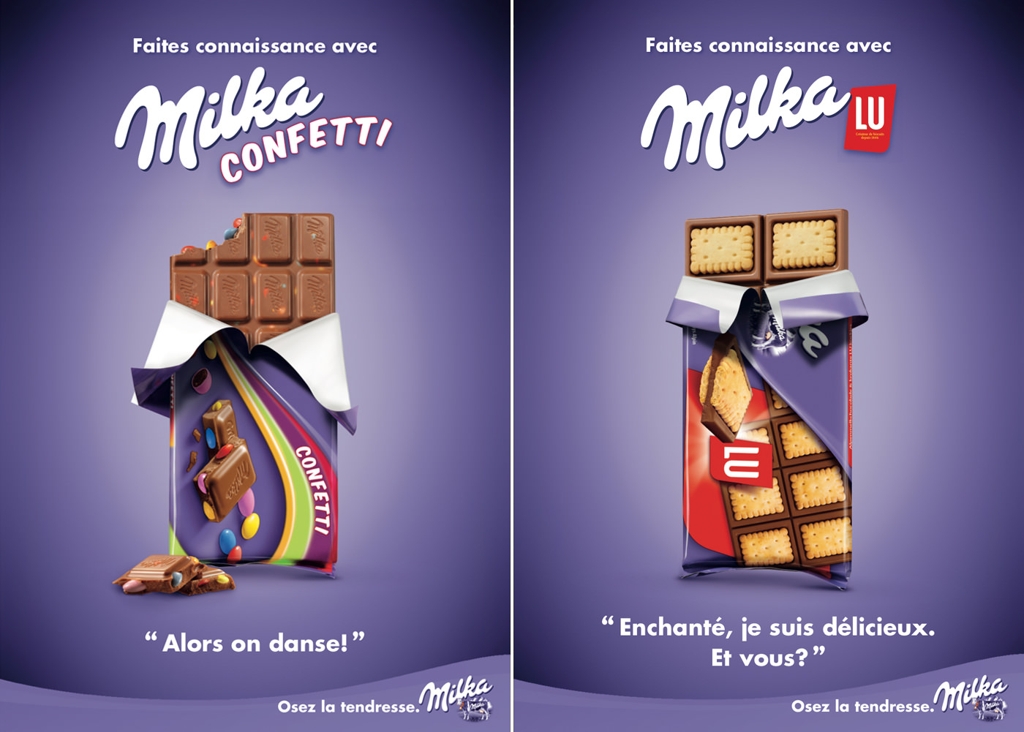 Faites connaissance avec
Milka
CONFETTI
CONFETTI
“Alors on danse!”
Osez la tendresse. Milka
Faites connaissance avec
Milka LU
LU
“Enchanté, je suis délicieux.
Et vous?”
Osez la tendresse. Milka